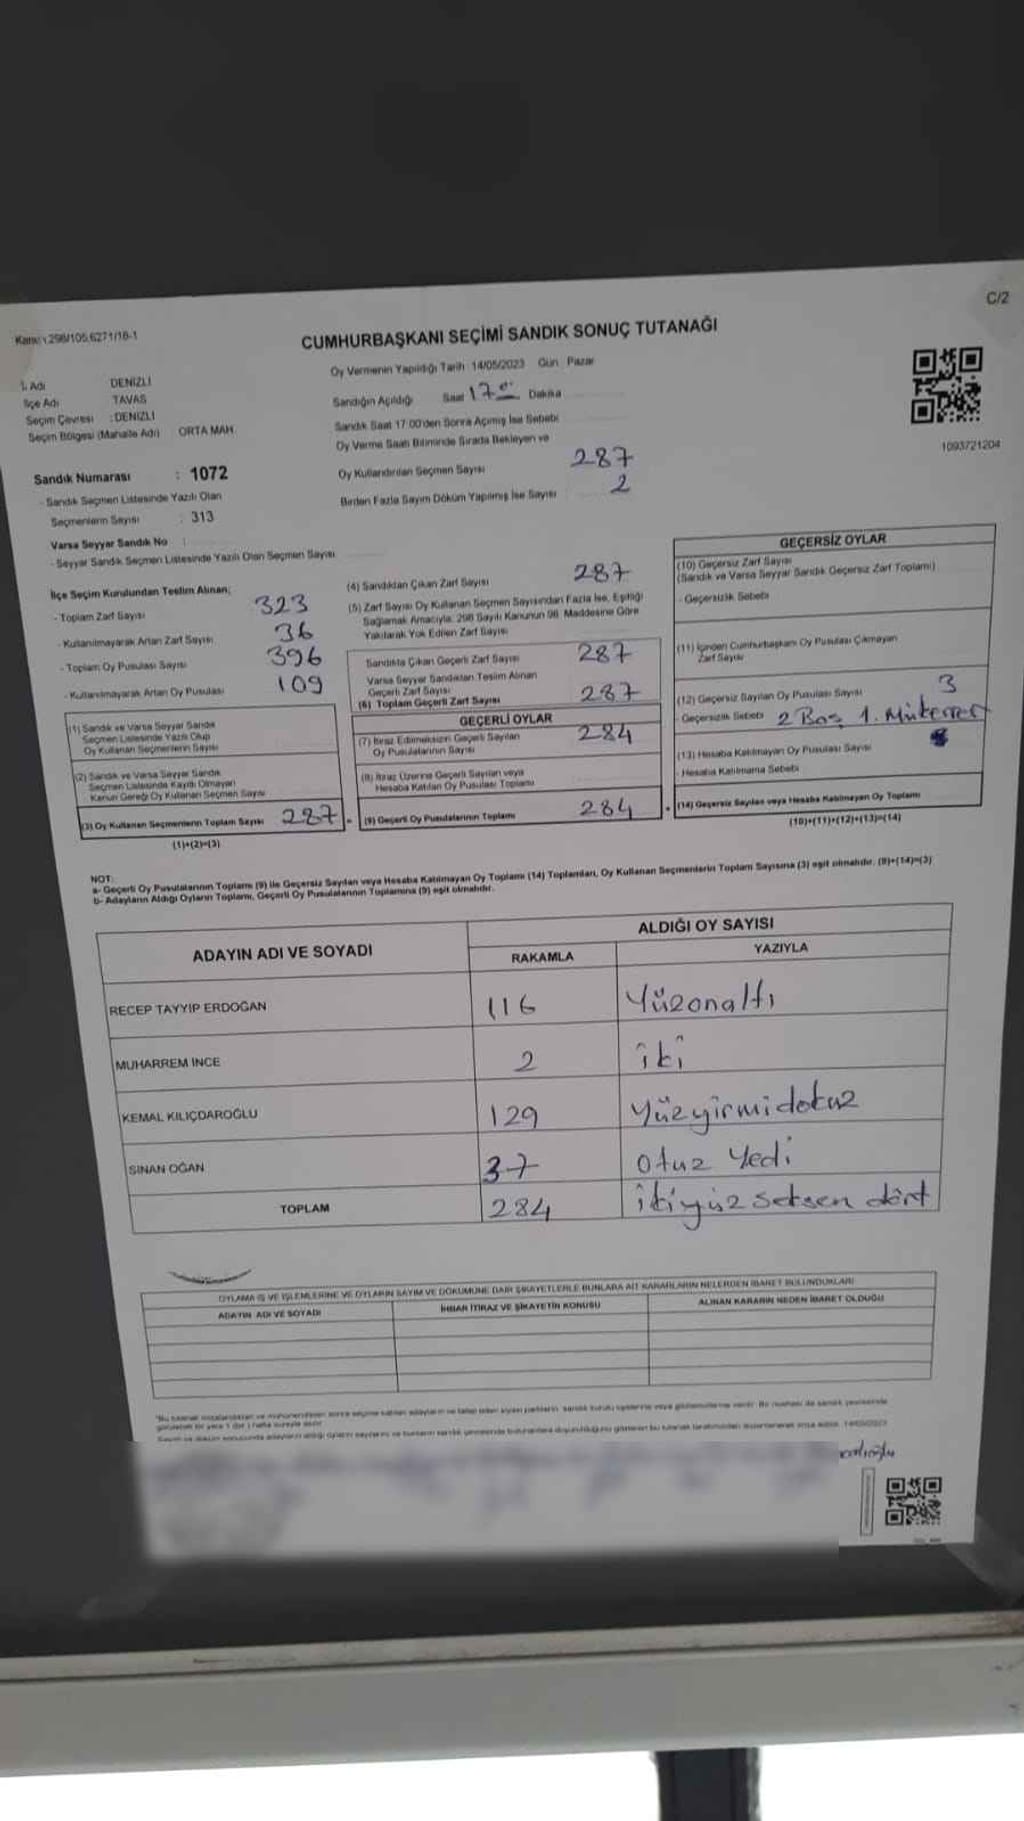 C/2
Kanun 298/105,6271/16-1
CUMHURBAŞKANI SEÇİMİ SANDIK SONUÇ TUTANAĞI
Oy Vermenin Yapıldığı Tarih 14/05/2023 Gün Pazar
İl Adı DENİZLİ
İlçe Adı TAVAS
Seçim Çevresi : DENİZLİ
Seçim Bölgesi (Mahalle Adı) ORTA MAH.
Sandığın Açıldığı Saat 17 00 Dakika
Sandık Saat 17:00'den Sonra Açımış İse Sebebi
Oy Verme Saati Bitiminde Sırada Bekleyen ve
Oy Kullandırılan Seçmen Sayısı 287
Birden Fazla Sayım Döküm Yapılmış İse Sayısı 2
1093721204
Sandık Numarası : 1072
- Sandık Seçmen Listesinde Yazılı Olan
Seçmenlerin Sayısı : 313
Varsa Seyyar Sandık No :
- Seyyar Sandık Seçmen Listesinde Yazılı Olan Seçmen Sayısı
İlçe Seçim Kurulundan Teslim Alınan;
- Toplam Zarf Sayısı 323
- Kullanılmayarak Artan Zarf Sayısı 36
- Toplam Oy Pusulası Sayısı 396
- Kullanılmayarak Artan Oy Pusulası 109
(1) Sandık ve Varsa Seyyar Sandık
Seçmen Listesinde Yazılı Olup
Oy Kullanan Seçmenlerin Sayısı
(2) Sandık ve Varsa Seyyar Sandık
Seçmen Listesinde Kayıtlı Olmayan
Kanun Gereği Oy Kullanan Seçmen Sayısı
(3) Oy Kullanan Seçmenlerin Toplam Sayısı 287
(1)+(2)=(3)
(4) Sandıktan Çıkan Zarf Sayısı 287
(5) Zarf Sayısı Oy Kullanan Seçmen Sayısından Fazla İse, Eşitliği
Sağlamak Amacıyla, 298 Sayılı Kanunun 98. Maddesine Göre
Yakılarak Yok Edilen Zarf Sayısı
Sandıkta Çıkan Geçerli Zarf Sayısı 287
Varsa Seyyar Sandıktan Teslim Alınan
Geçerli Zarf Sayısı
(6) Toplam Geçerli Zarf Sayısı 287
GEÇERLİ OYLAR
(7) İtiraz Edilmeksizin Geçerli Sayılan
Oy Pusulalarının Sayısı 284
(8) İtiraz Üzerine Geçerli Sayılan veya
Hesaba Katılan Oy Pusulası Toplamı
(9) Geçerli Oy Pusulalarının Toplamı 284
GEÇERSİZ OYLAR
(10) Geçersiz Zarf Sayısı
(Sandık ve Varsa Seyyar Sandık Geçersiz Zarf Toplamı)
- Geçersizlik Sebebi
(11) İçinden Cumhurbaşkanı Oy Pusulası Çıkmayan
Zarf Sayısı
(12) Geçersiz Sayılan Oy Pusulası Sayısı 3
- Geçersizlik Sebebi 2 Boş 1. Mükerrer
(13) Hesaba Katılmayan Oy Pusulası Sayısı
- Hesaba Katılmama Sebebi
(14) Geçersiz Sayılan veya Hesaba Katılmayan Oy Toplamı
(10)+(11)+(12)+(13)=(14)
NOT:
a- Geçerli Oy Pusulalarının Toplamı (9) ile Geçersiz Sayılan veya Hesaba Katılmayan Oy Toplamı (14) Toplamları, Oy Kullanan Seçmenlerin Toplam Sayısına (3) eşit olmalıdır. (9)+(14)=(3)
b- Adayların Aldığı Oyların Toplamı, Geçerli Oy Pusulalarının Toplamına (9) eşit olmalıdır.
ADAYIN ADI VE SOYADI
ALDIĞI OY SAYISI
RAKAMLA YAZIYLA
RECEP TAYYİP ERDOĞAN 116 Yüzonaltı
MUHARREM İNCE 2 iki
KEMAL KILIÇDAROĞLU 129 Yüzyirmidokuz
SİNAN OĞAN 37 Otuz Yedi
TOPLAM 284 ikiyüz seksen dört
OYLAMA İŞ VE İŞLEMLERİNE VE OYLARIN SAYIM VE DÖKÜMÜNE DAİR ŞİKAYETLERLE BUNLARA AİT KARARLARIN NELERDEN İBARET BULUNDUKLARI
ADAYIN ADI VE SOYADI
İHBAR İTİRAZ VE ŞİKAYETİN KONUSU
ALINAN KARARIN NEDEN İBARET OLDUĞU